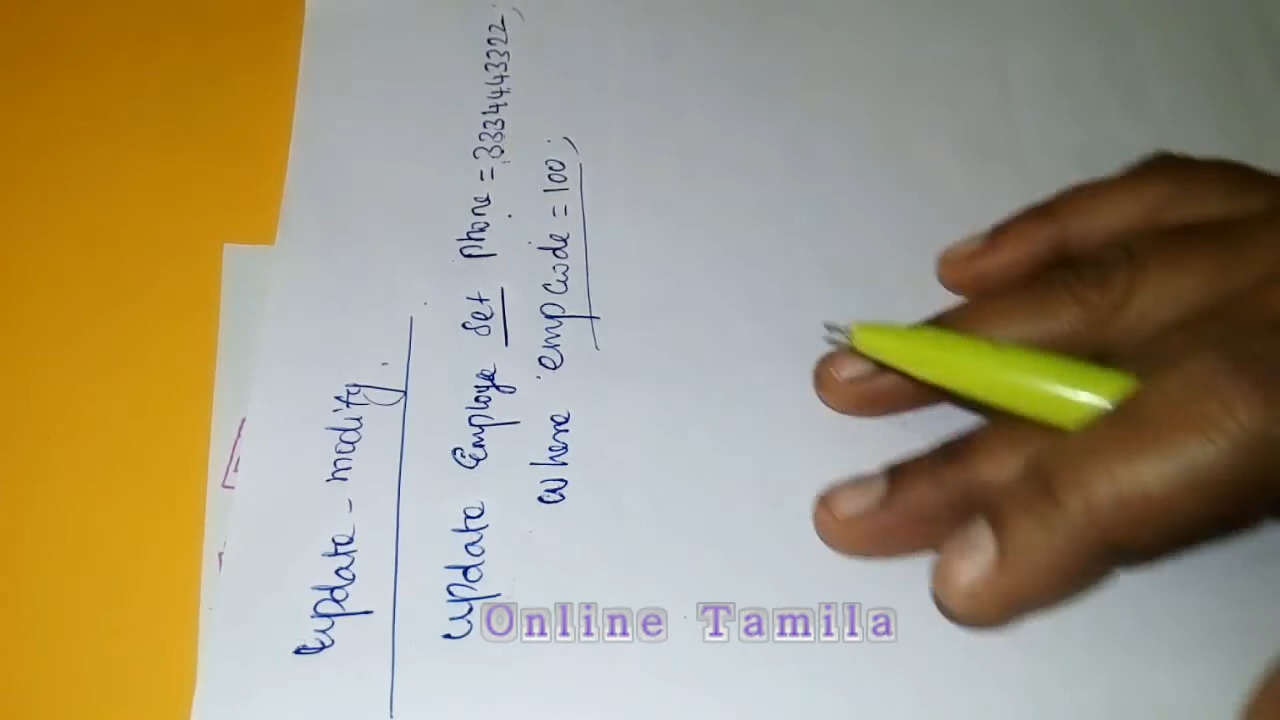 Update - modify.
Update Employe set phone = 3334443322;
where empcode = 100;
Online Tamila